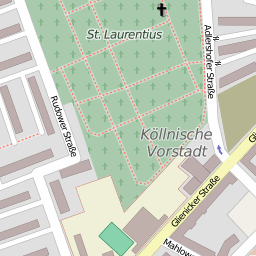 St. Laurentius
Adlershofer Straße
Rudower Straße
Köllnische
Vorstadt
Glienicker Straße